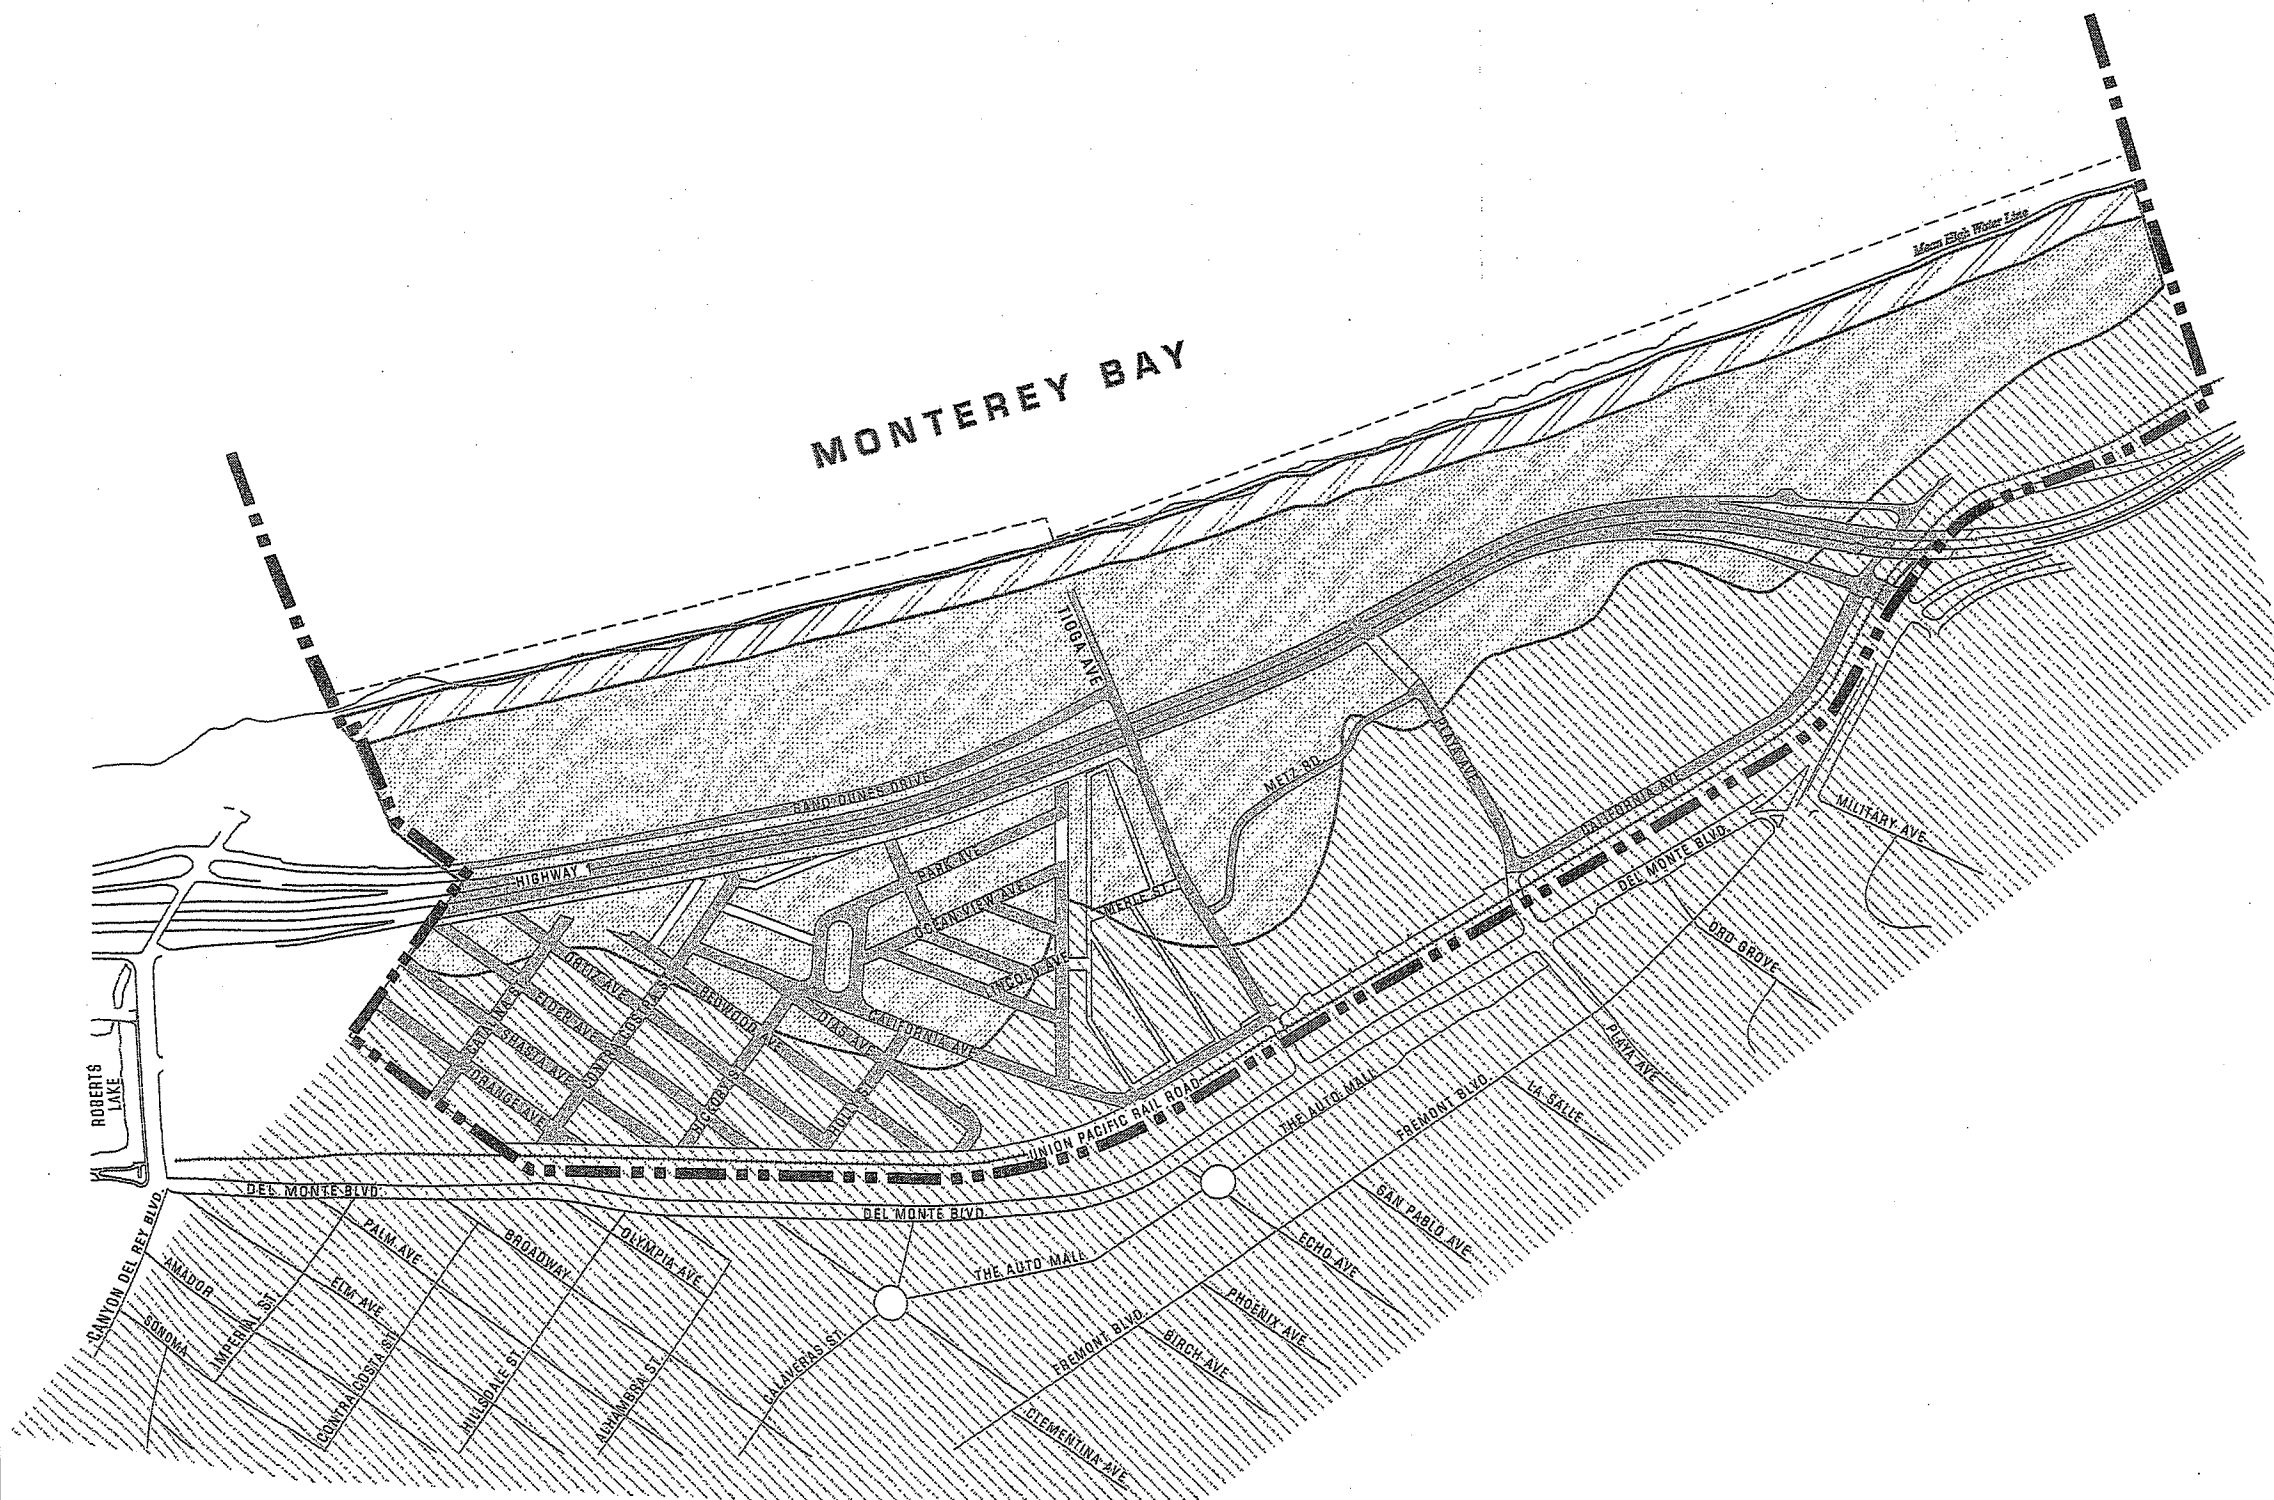 Mean High Water Line
MONTEREY BAY
TIOGA AVE
SAND DUNES DRIVE
HIGHWAY 1
METZ RD
PLAYA AVE
PARK AVE
OCEAN VIEW AVE
MERLE ST.
LINCOLN AVE
CALIFORNIA AVE
DEL MONTE BLVD.
MILITARY AVE
ORD GROVE
PLAYA AVE
LA SALLE
ORTIZ AVE
ELDER AVE
SHASTA AVE
ORANGE AVE
REDWOOD AVE
DIAS AVE
CALIFORNIA AVE
HICKORY ST
UNION PACIFIC RAIL ROAD
THE AUTO MALL
FREMONT BLVD.
ROBERTS
LAKE
DEL MONTE BLVD.
DEL MONTE BLVD.
CANYON DEL REY BLVD.
AMADOR
SONOMA
IMPERIAL ST.
PALM AVE
ELM AVE
CONTRA COSTA ST.
BROADWAY
HILLSDALE ST.
OLYMPIA AVE
ALHAMBRA ST.
CALAVERAS ST.
THE AUTO MALL
FREMONT BLVD.
SAN PABLO AVE
ECHO AVE
PHOENIX AVE
BIRCH AVE
CLEMENTINA AVE